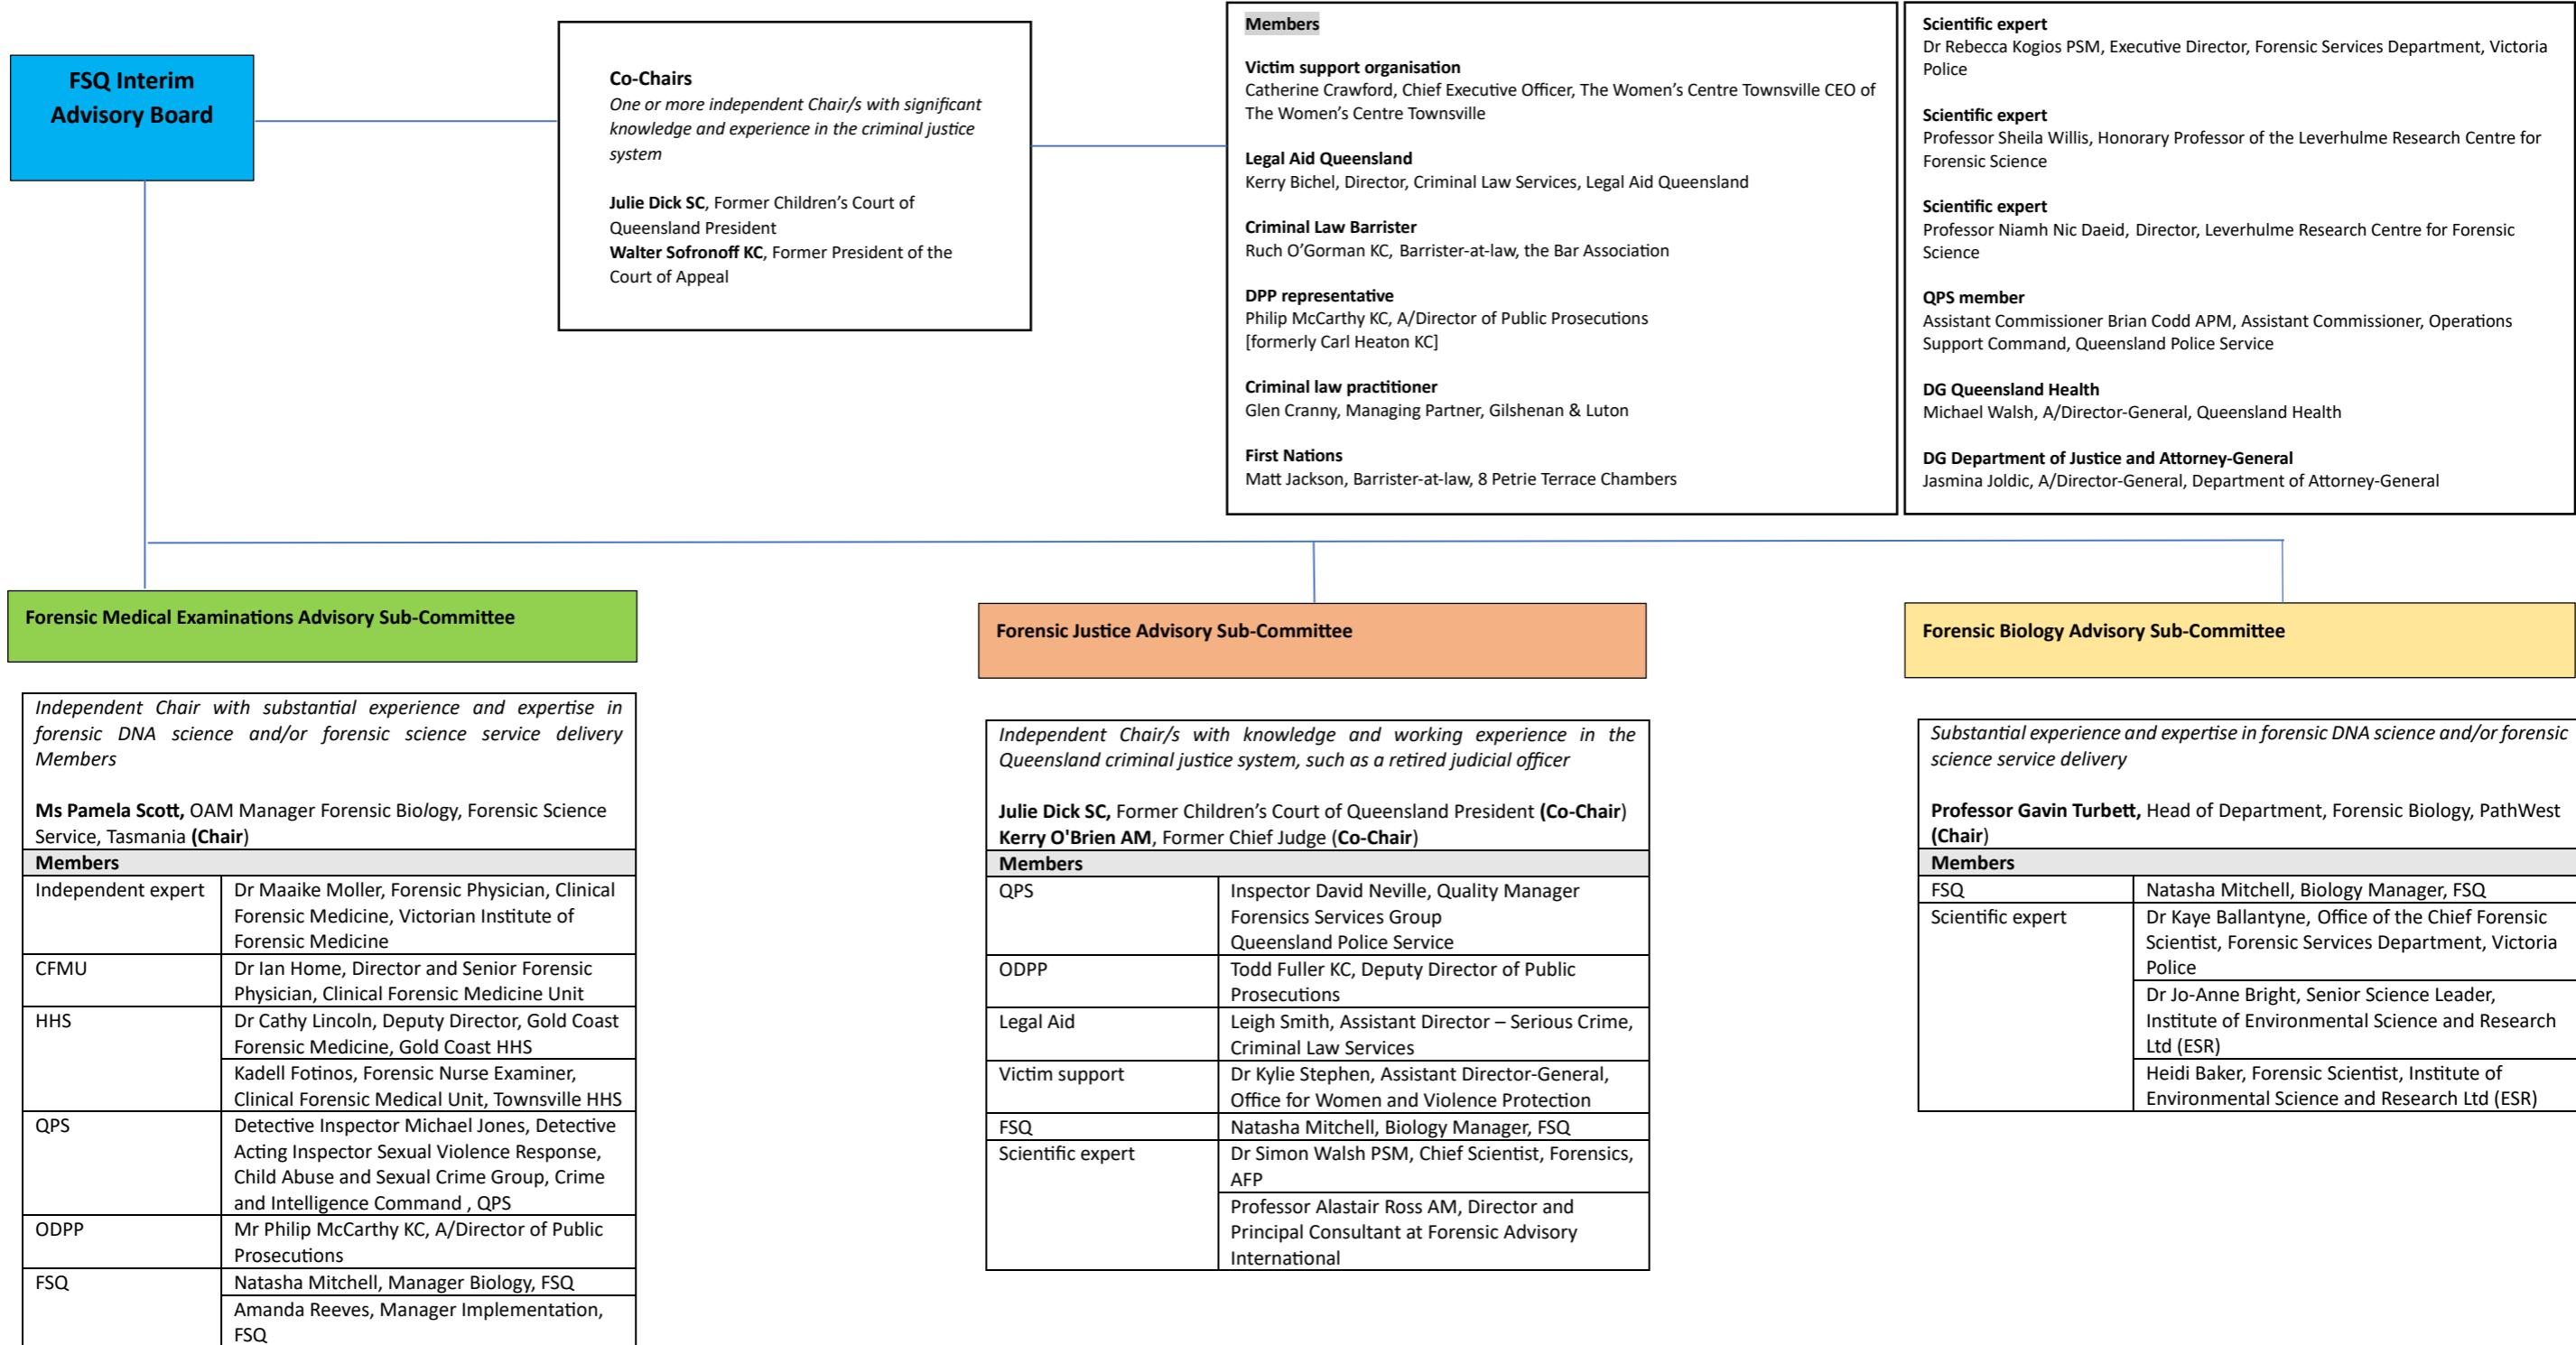 FSQ Interim
Advisory Board
Co-Chairs
One or more independent Chair/s with significant
knowledge and experience in the criminal justice
system
Julie Dick SC, Former Children’s Court of
Queensland President
Walter Sofronoff KC, Former President of the
Court of Appeal
Members
Victim support organisation
Catherine Crawford, Chief Executive Officer, The Women’s Centre Townsville CEO of
The Women’s Centre Townsville
Legal Aid Queensland
Kerry Bichel, Director, Criminal Law Services, Legal Aid Queensland
Criminal Law Barrister
Ruch O’Gorman KC, Barrister-at-law, the Bar Association
DPP representative
Philip McCarthy KC, A/Director of Public Prosecutions
[formerly Carl Heaton KC]
Criminal law practitioner
Glen Cranny, Managing Partner, Gilshenan & Luton
First Nations
Matt Jackson, Barrister-at-law, 8 Petrie Terrace Chambers
Scientific expert
Dr Rebecca Kogios PSM, Executive Director, Forensic Services Department, Victoria
Police
Scientific expert
Professor Sheila Willis, Honorary Professor of the Leverhulme Research Centre for
Forensic Science
Scientific expert
Professor Niamh Nic Daeid, Director, Leverhulme Research Centre for Forensic
Science
QPS member
Assistant Commissioner Brian Codd APM, Assistant Commissioner, Operations
Support Command, Queensland Police Service
DG Queensland Health
Michael Walsh, A/Director-General, Queensland Health
DG Department of Justice and Attorney-General
Jasmina Joldic, A/Director-General, Department of Attorney-General
Forensic Medical Examinations Advisory Sub-Committee
Independent Chair with substantial experience and expertise in
forensic DNA science and/or forensic science service delivery
Members
Ms Pamela Scott, OAM Manager Forensic Biology, Forensic Science
Service, Tasmania (Chair)
Members
Independent expert
Dr Maaike Moller, Forensic Physician, Clinical
Forensic Medicine, Victorian Institute of
Forensic Medicine
CFMU
Dr Ian Home, Director and Senior Forensic
Physician, Clinical Forensic Medicine Unit
HHS
Dr Cathy Lincoln, Deputy Director, Gold Coast
Forensic Medicine, Gold Coast HHS
Kadell Fotinos, Forensic Nurse Examiner,
Clinical Forensic Medical Unit, Townsville HHS
QPS
Detective Inspector Michael Jones, Detective
Acting Inspector Sexual Violence Response,
Child Abuse and Sexual Crime Group, Crime
and Intelligence Command , QPS
ODPP
Mr Philip McCarthy KC, A/Director of Public
Prosecutions
FSQ
Natasha Mitchell, Manager Biology, FSQ
Amanda Reeves, Manager Implementation,
FSQ
Forensic Justice Advisory Sub-Committee
Independent Chair/s with knowledge and working experience in the
Queensland criminal justice system, such as a retired judicial officer
Julie Dick SC, Former Children’s Court of Queensland President (Co-Chair)
Kerry O'Brien AM, Former Chief Judge (Co-Chair)
Members
QPS
Inspector David Neville, Quality Manager
Forensics Services Group
Queensland Police Service
ODPP
Todd Fuller KC, Deputy Director of Public
Prosecutions
Legal Aid
Leigh Smith, Assistant Director – Serious Crime,
Criminal Law Services
Victim support
Dr Kylie Stephen, Assistant Director-General,
Office for Women and Violence Protection
FSQ
Natasha Mitchell, Biology Manager, FSQ
Scientific expert
Dr Simon Walsh PSM, Chief Scientist, Forensics,
AFP
Professor Alastair Ross AM, Director and
Principal Consultant at Forensic Advisory
International
Forensic Biology Advisory Sub-Committee
Substantial experience and expertise in forensic DNA science and/or forensic
science service delivery
Professor Gavin Turbett, Head of Department, Forensic Biology, PathWest
(Chair)
Members
FSQ
Natasha Mitchell, Biology Manager, FSQ
Scientific expert
Dr Kaye Ballantyne, Office of the Chief Forensic
Scientist, Forensic Services Department, Victoria
Police
Dr Jo-Anne Bright, Senior Science Leader,
Institute of Environmental Science and Research
Ltd (ESR)
Heidi Baker, Forensic Scientist, Institute of
Environmental Science and Research Ltd (ESR)